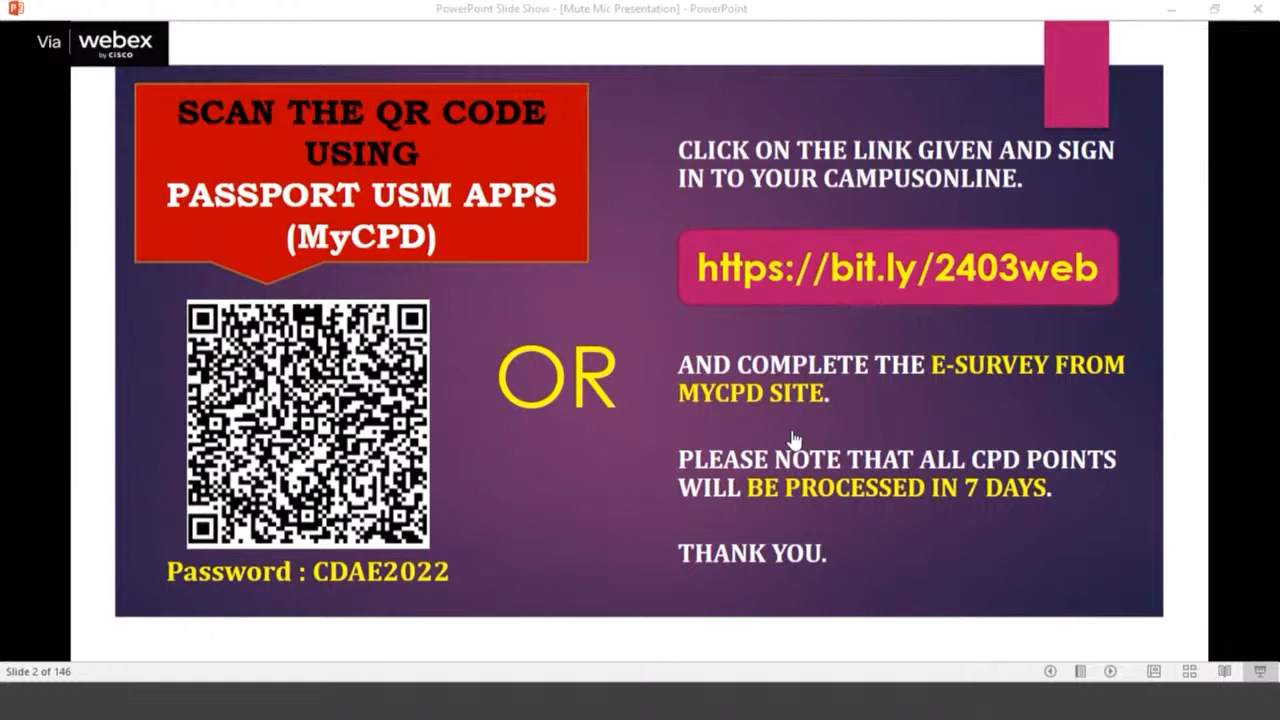 PowerPoint Slide Show - [Mute Mic Presentation] - PowerPoint
Via webex
by CISCO
SCAN THE QR CODE
USING
PASSPORT USM APPS
(MyCPD)
Password : CDAE2022
OR
CLICK ON THE LINK GIVEN AND SIGN
IN TO YOUR CAMPUSONLINE.
https://bit.ly/2403web
AND COMPLETE THE E-SURVEY FROM
MYCPD SITE.
PLEASE NOTE THAT ALL CPD POINTS
WILL BE PROCESSED IN 7 DAYS.
THANK YOU.
Slide 2 of 146